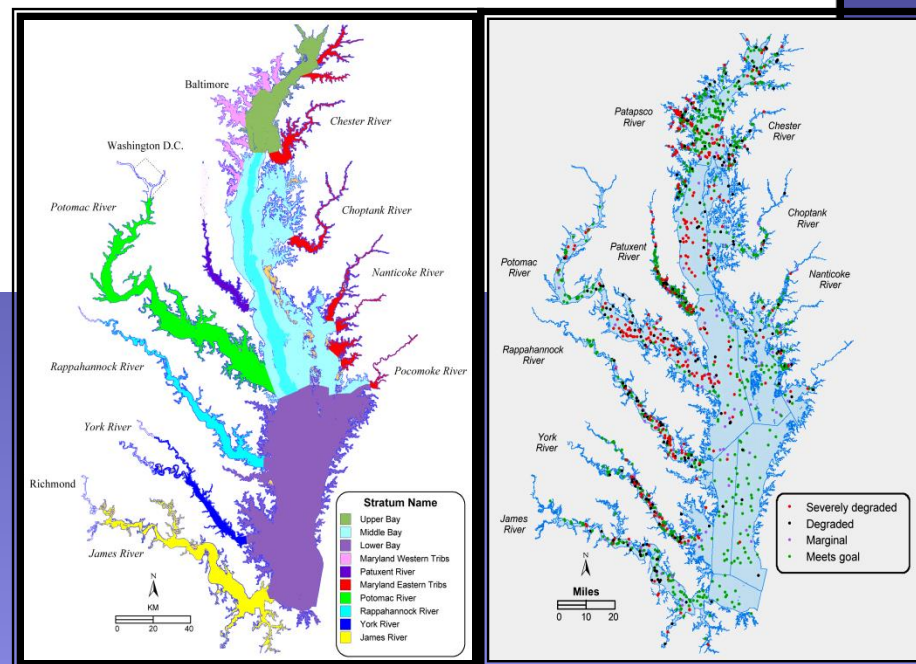 Baltimore
Chester River
Washington D.C.
Potomac River
Choptank River
Nanticoke River
Rappahannock River
Pocomoke River
York River
Richmond
James River
N
KM
0 20 40
Stratum Name
Upper Bay
Middle Bay
Lower Bay
Maryland Western Tribs
Patuxent River
Maryland Eastern Tribs
Potomac River
Rappahannock River
York River
James River
Patapsco
River
Chester
River
Choptank
River
Patuxent
River
Potomac
River
Nanticoke
River
Rappahannock
River
York
River
James
River
N
Miles
0 10 20
Severely degraded
Degraded
Marginal
Meets goal